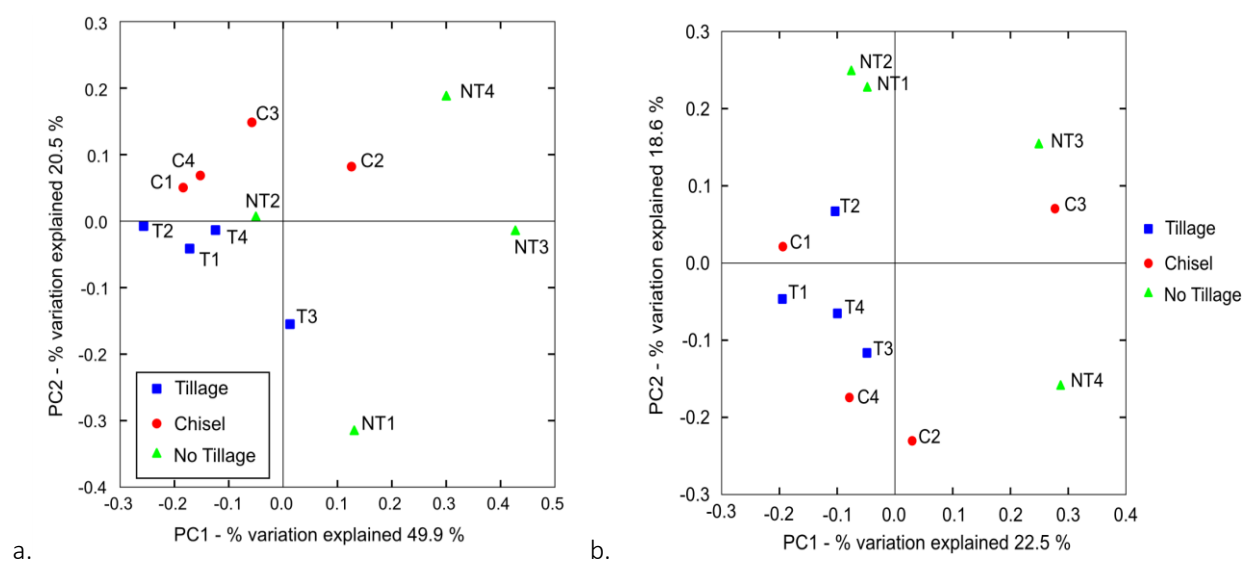 0.3
0.2
0.1
0.0
-0.1
-0.2
-0.3
-0.4
PC2 - % variation explained 20.5 %
NT4
C3
C2
C4
C1
NT2
T2
T4
T1
NT3
T3
NT1
Tillage
Chisel
No Tillage
-0.3 -0.2 -0.1 0.0 0.1 0.2 0.3 0.4 0.5
PC1 - % variation explained 49.9 %
a.
0.3
0.2
0.1
0.0
-0.1
-0.2
-0.3
PC2 - % variation explained 18.6 %
NT2
NT1
NT3
T2
C3
C1
T1
T4
T3
NT4
C4
C2
-0.3 -0.2 -0.1 0.0 0.1 0.2 0.3 0.4
PC1 - % variation explained 22.5 %
b.
Tillage
Chisel
No Tillage